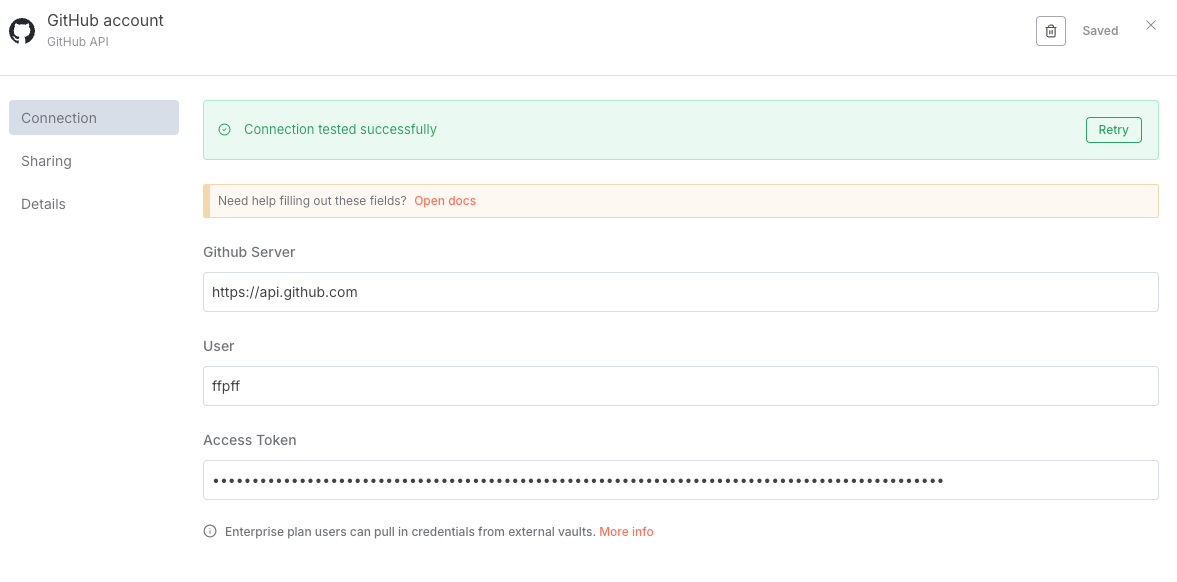 GitHub account
GitHub API
Saved
Connection
Sharing
Details
Connection tested successfully
Retry
Need help filling out these fields? Open docs
Github Server
https://api.github.com
User
ffpff
Access Token
•••••••••••••••••••••••••••••••••••••••••••••••••••••••••••••••••••••••••••••••••••••••••••••
Enterprise plan users can pull in credentials from external vaults. More info